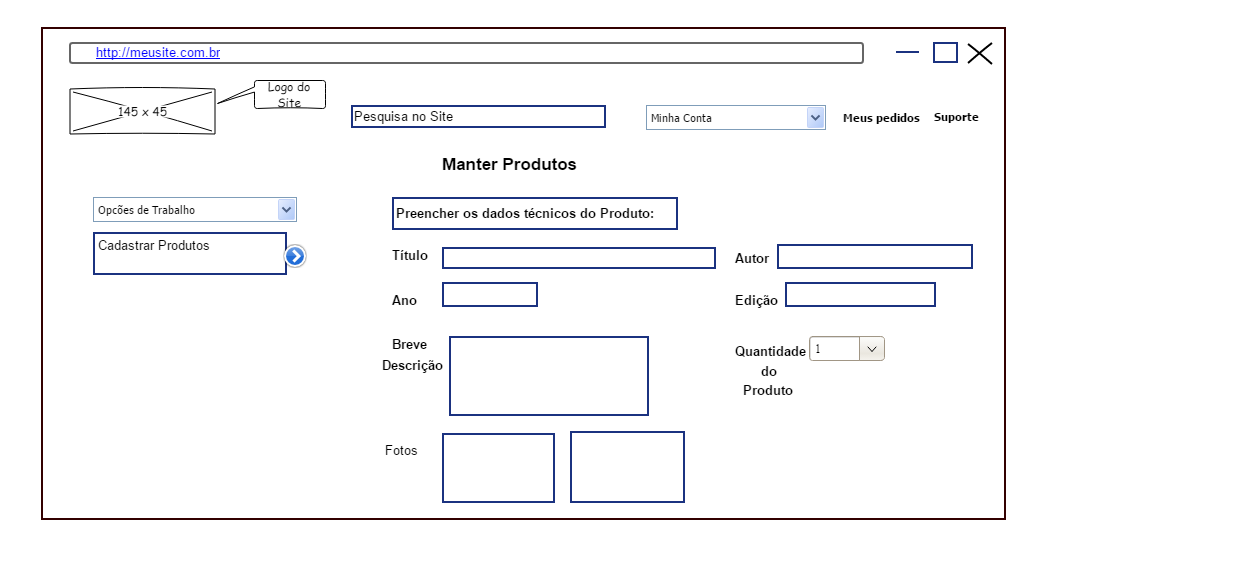 http://meusite.com.br
Logo do
Site
145 x 45
Pesquisa no Site
Minha Conta
Meus pedidos
Suporte
Manter Produtos
Opcões de Trabalho
Cadastrar Produtos
Preencher os dados técnicos do Produto:
Título
Autor
Ano
Edição
Breve
Descrição
Quantidade
do
Produto
1
Fotos